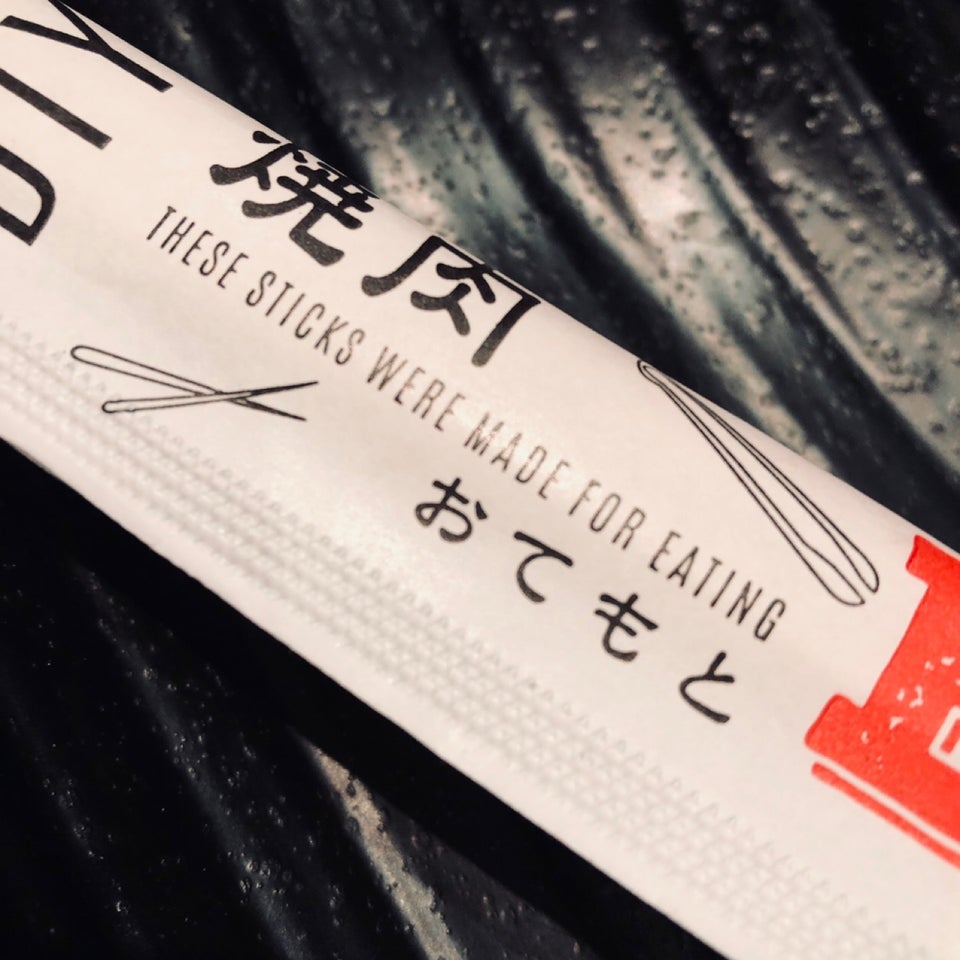 焼肉
THESE STICKS WERE MADE FOR EATING
おてもと